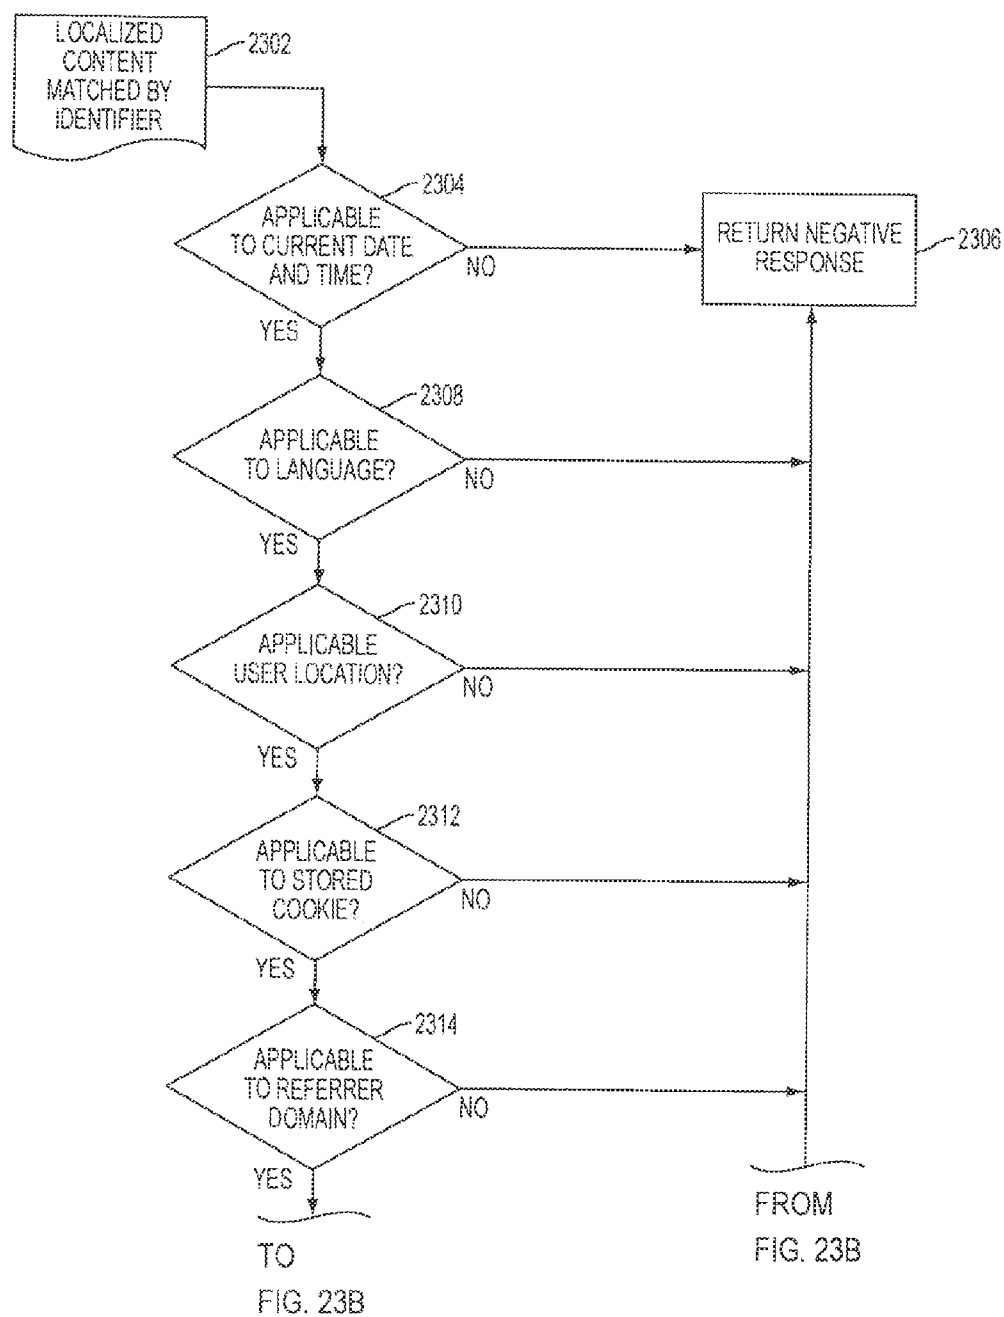 LOCALIZED
CONTENT
MATCHED BY
IDENTIFIER
2302
2304
APPLICABLE
TO CURRENT DATE
AND TIME?
NO
YES
RETURN NEGATIVE
RESPONSE
2306
2308
APPLICABLE
TO LANGUAGE?
NO
YES
2310
APPLICABLE
USER LOCATION?
NO
YES
2312
APPLICABLE
TO STORED
COOKIE?
NO
YES
2314
APPLICABLE
TO REFERRER
DOMAIN?
NO
YES
TO
FIG. 23B
FROM
FIG. 23B